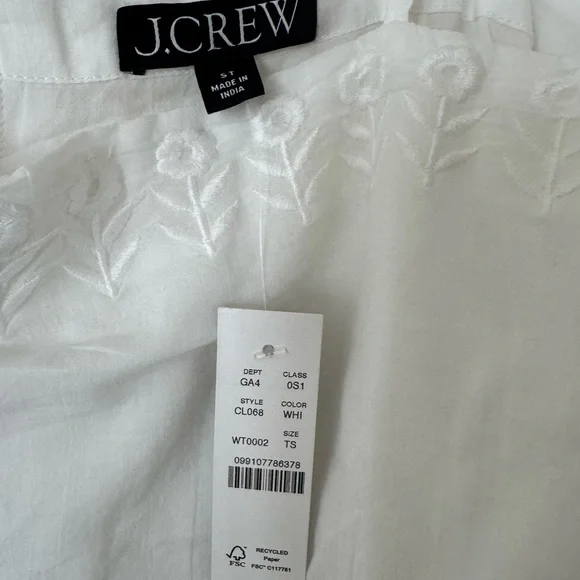 J.CREW
ST
MADE IN
INDIA
DEPT CLASS
GA4 0S1
STYLE COLOR
CL068 WHI
SIZE
WT0002 TS
099107786378
FSC
RECYCLED
Paper
FSC® C117781